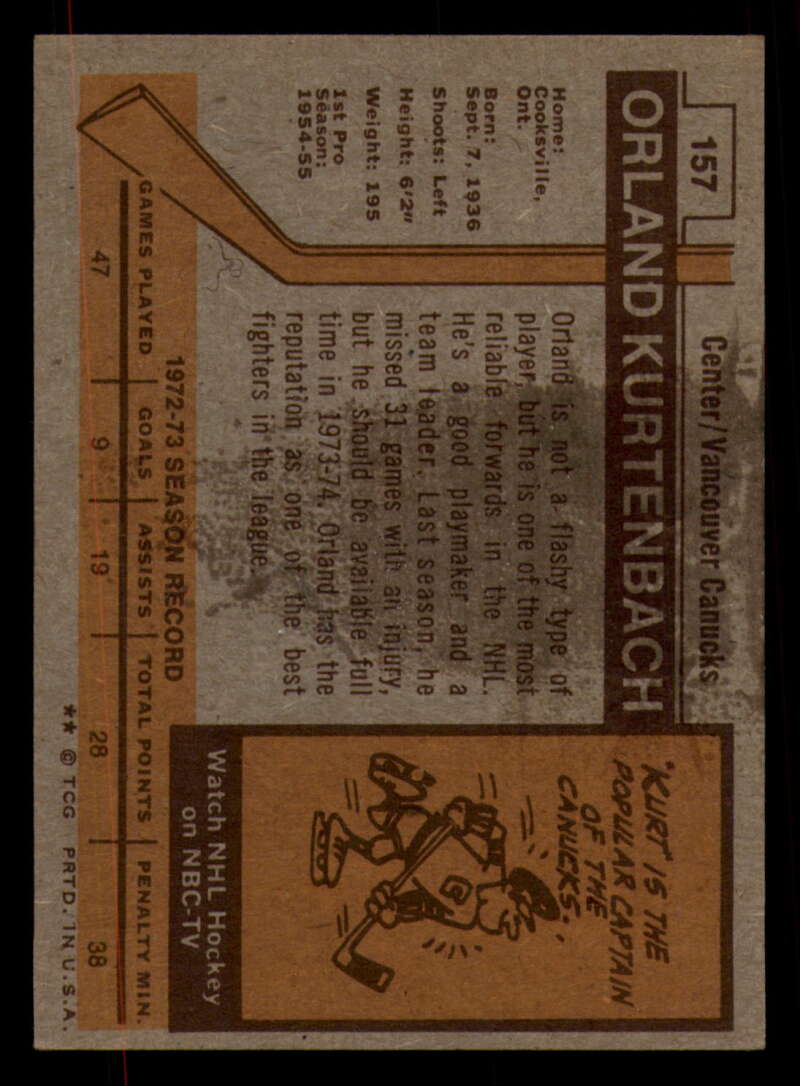 157
Center/Vancouver Canucks
ORLAND KURTENBACH
Home:
Cooksville,
Ont.
Born:
Sept. 7, 1936
Shoots: Left
Height: 6'2"
Weight: 195
1st Pro
Season:
1954-55
Orland is not a flashy type of
player, but he is one of the most
reliable forwards in the NHL.
He's a good playmaker and a
team leader. Last season, he
missed 31 games with an injury,
but he should be available full
time in 1973-74. Orland has the
reputation as one of the best
fighters in the league.
"KURT" IS THE
POPULAR CAPTAIN
OF THE
CANUCKS.
C
Watch NHL Hockey
on NBC-TV
1972-73 SEASON RECORD
GAMES PLAYED GOALS ASSISTS TOTAL POINTS PENALTY MIN.
47 9 19 28 38
** © TCG PRTD. IN U.S.A.